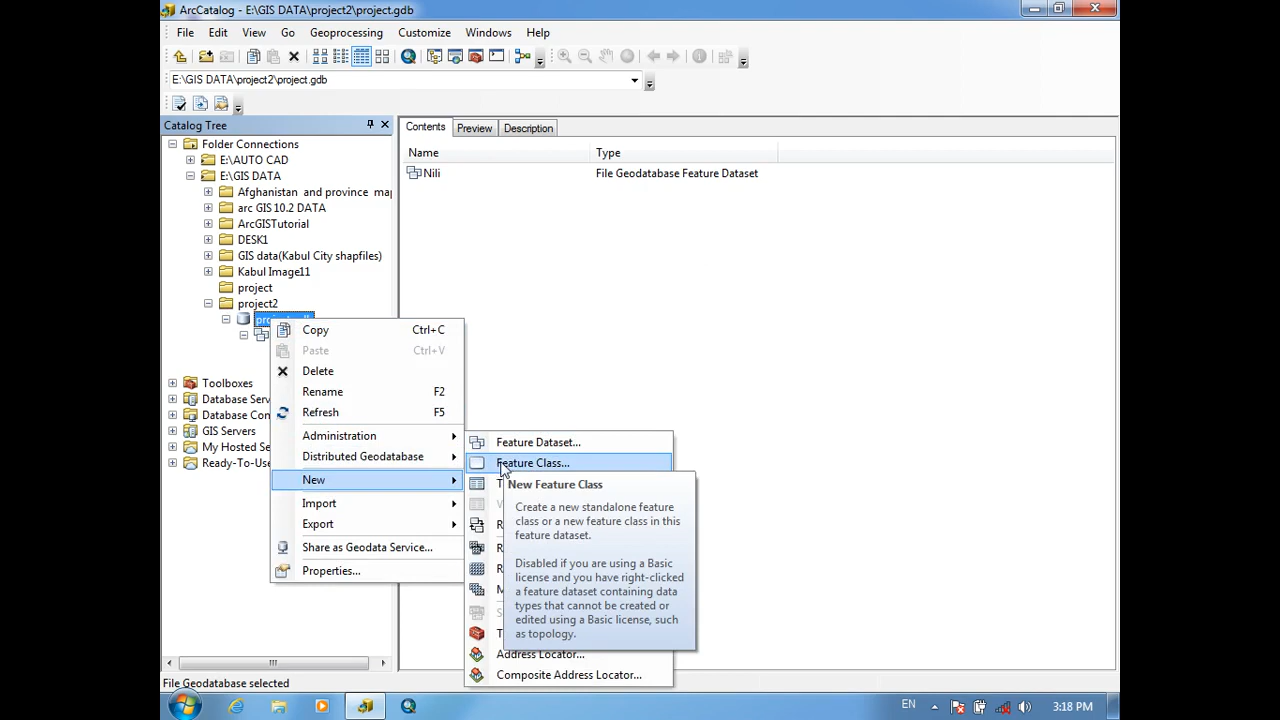 ArcCatalog - E:\GIS DATA\project2\project.gdb
File Edit View Go Geoprocessing Customize Windows Help
E:\GIS DATA\project2\project.gdb
Catalog Tree
Folder Connections
E:\AUTO CAD
E:\GIS DATA
Afghanistan and province
arc GIS 10.2 DATA
ArcGISTutorial
DESK1
GIS data(Kabul City shapfiles)
Kabul Image11
project
project2
Toolboxes
Database
Database
GIS Servers
My Hosted
Contents Preview Description
Name Type
Nili File Geodatabase Feature Dataset
Copy Ctrl+C
Paste Ctrl+V
Delete
Rename F2
Refresh F5
Administration
Distributed Geodatabase
New
Import
Export
Share as Geodata Service...
Properties...
Feature Dataset...
Feature Class...
New Feature Class
Create a new standalone feature
class or a new feature class in this
feature dataset.
Disabled if you are using a Basic
license and you have right-clicked
a feature dataset containing data
types that cannot be created or
edited using a Basic license, such
as topology.
Address Locator...
Composite Address Locator...
File Geodatabase selected
EN
3:18 PM